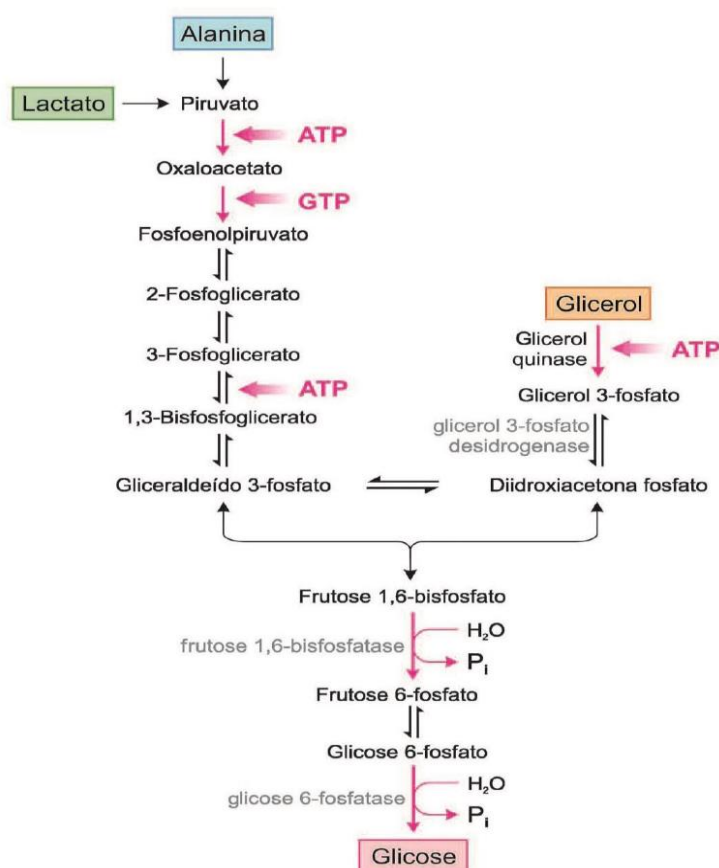 Alanina
Lactato
Piruvato
ATP
Oxaloacetato
GTP
Fosfoenolpiruvato
2-Fosfoglicerato
Glicerol
3-Fosfoglicerato
Glicerol
quinase
ATP
ATP
Glicerol 3-fosfato
1,3-Bisfosfoglicerato
glicerol 3-fosfato
desidrogenase
Gliceraldeído 3-fosfato
Diidroxiacetona fosfato
Frutose 1,6-bisfosfato
H₂O
frutose 1,6-bisfosfatase
Pi
Frutose 6-fosfato
Glicose 6-fosfato
H₂O
glicose 6-fosfatase
Pi
Glicose